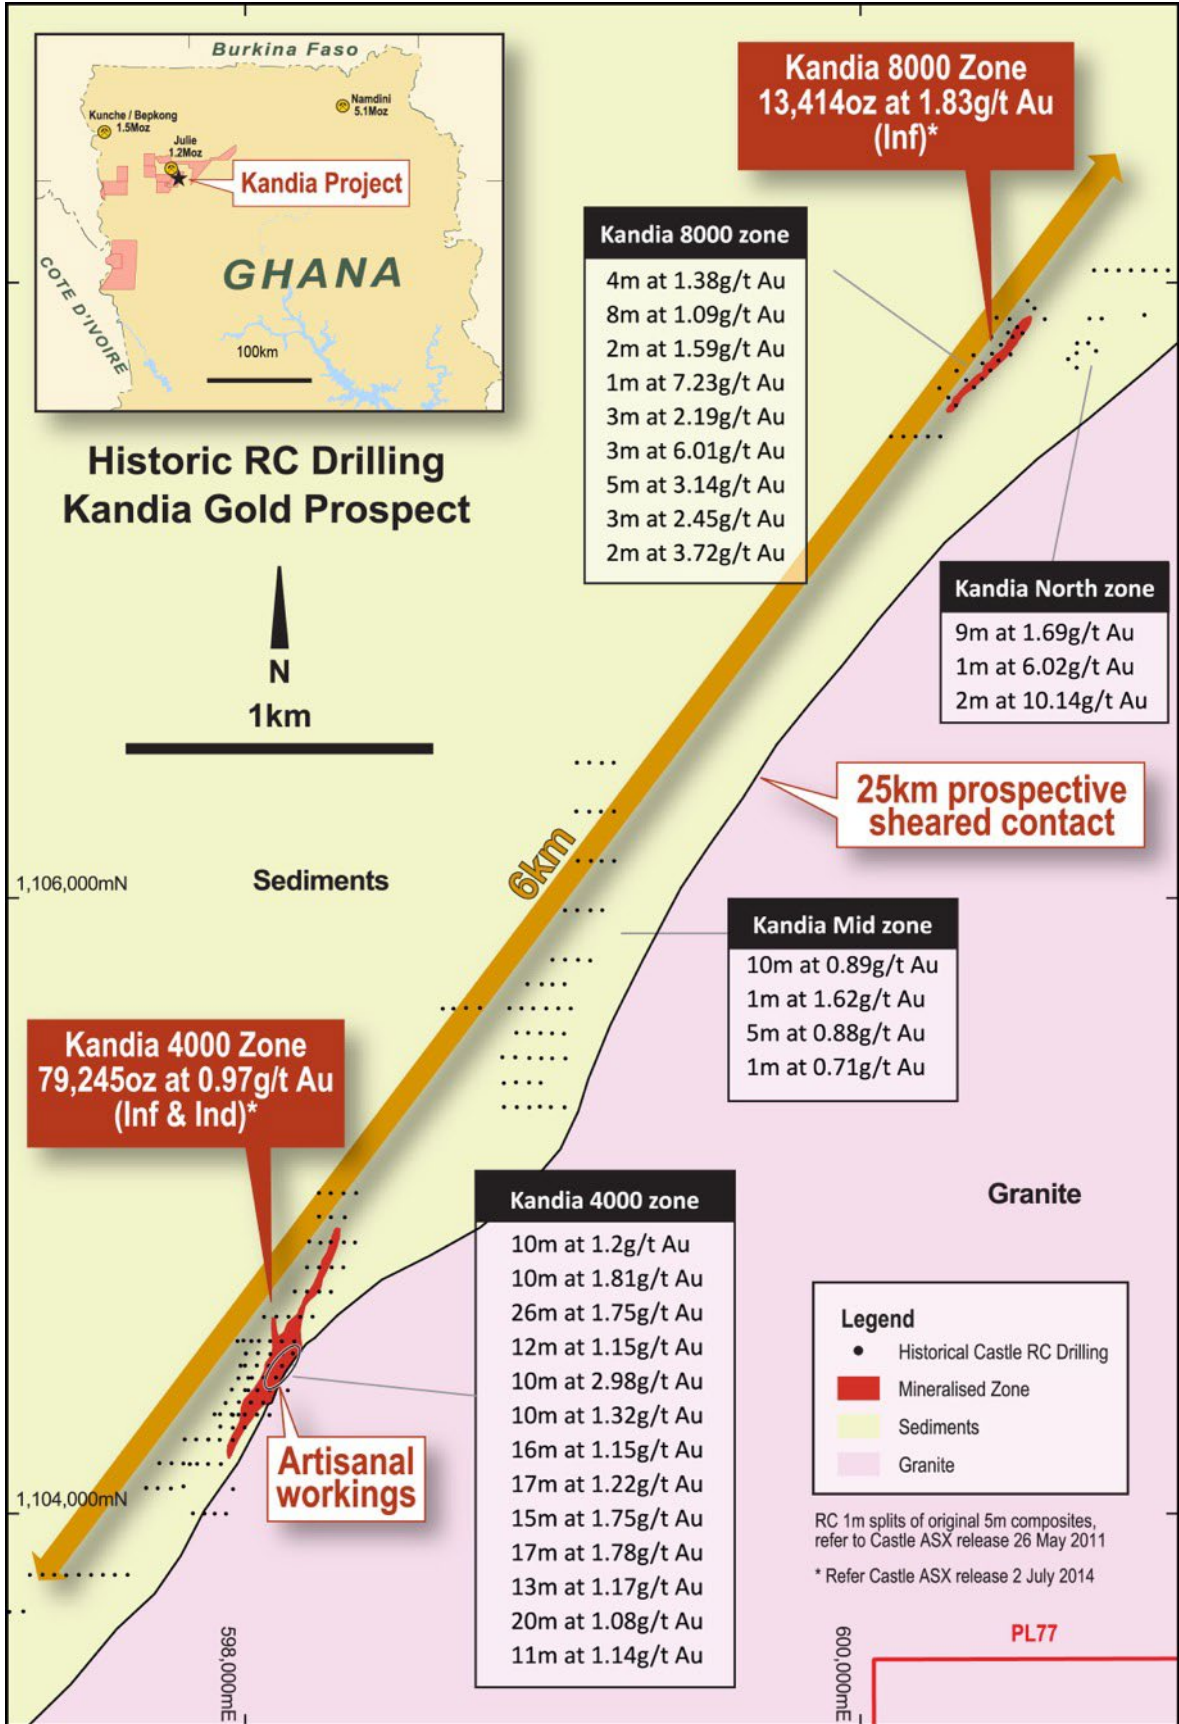 Burkina Faso
Kunche / Bepkong
1.5Moz
Namdini
5.1Moz
Julie
1.2Moz
Kandia Project
GHANA
COTE D'IVOIRE
100km
Historic RC Drilling
Kandia Gold Prospect
N
1km
Kandia 8000 Zone
13,414oz at 1.83g/t Au
(Inf)*
Kandia 8000 zone
4m at 1.38g/t Au
8m at 1.09g/t Au
2m at 1.59g/t Au
1m at 7.23g/t Au
3m at 2.19g/t Au
3m at 6.01g/t Au
5m at 3.14g/t Au
3m at 2.45g/t Au
2m at 3.72g/t Au
Kandia North zone
9m at 1.69g/t Au
1m at 6.02g/t Au
2m at 10.14g/t Au
25km prospective
sheared contact
6km
Sediments
1,106,000mN
Kandia Mid zone
10m at 0.89g/t Au
1m at 1.62g/t Au
5m at 0.88g/t Au
1m at 0.71g/t Au
Kandia 4000 Zone
79,245oz at 0.97g/t Au
(Inf & Ind)*
Kandia 4000 zone
10m at 1.2g/t Au
10m at 1.81g/t Au
26m at 1.75g/t Au
12m at 1.15g/t Au
10m at 2.98g/t Au
10m at 1.32g/t Au
16m at 1.15g/t Au
17m at 1.22g/t Au
15m at 1.75g/t Au
17m at 1.78g/t Au
13m at 1.17g/t Au
20m at 1.08g/t Au
11m at 1.14g/t Au
Granite
Artisanal
workings
1,104,000mN
Legend
Historical Castle RC Drilling
Mineralised Zone
Sediments
Granite
RC 1m splits of original 5m composites,
refer to Castle ASX release 26 May 2011
* Refer Castle ASX release 2 July 2014
PL77
598,000mE
600,000mE